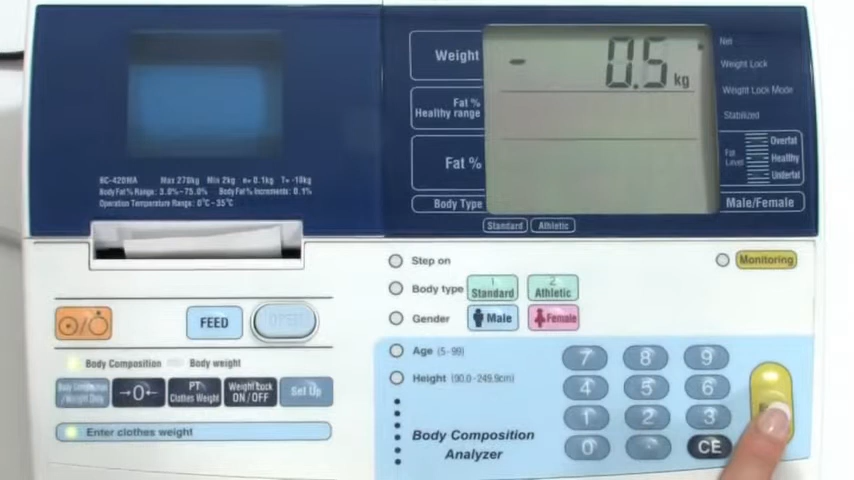 Weight
- 0.5 kg
Net
Weight Lock
Weight Lock Mode
Stabilized
Fat %
Healthy range
Fat %
Fat
Level
Overfat
Healthy
Underfat
Body Type
Male/Female
Standard
Athletic
BC-420MA Max 270kg Min 2kg e= 0.1kg T= -10kg
Body Fat% Range: 3.0%-75.0% Body Fat% Increments: 0.1%
Operation Temperature Range: 0°C - 35°C
Step on
Monitoring
Body type
1
Standard
2
Athletic
Gender
Male
Female
FEED
OPEN
Body Composition
Body weight
Body Composition
/Weight Only
→0←
PT
Clothes Weight
Weight Lock
ON/OFF
Set Up
Enter clothes weight
Age (5-99)
Height (90.0-249.9cm)
Body Composition
Analyzer
7 8 9
4 5 6
1 2 3
0 . CE